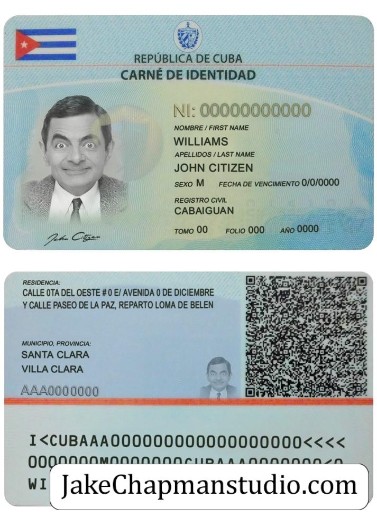 REPÚBLICA DE CUBA
CARNÉ DE IDENTIDAD
NI: 00000000000
NOMBRE / FIRST NAME
WILLIAMS
APELLIDOS / LAST NAME
JOHN CITIZEN
SEXO M FECHA DE VENCIMIENTO 0/0/0000
REGISTRO CIVIL
CABAIGUAN
TOMO 00 FOLIO 000 AÑO 0000
John Citizen
RESIDENCIA:
CALLE 0TA DEL OESTE # 0 E/ AVENIDA 0 DE DICIEMBRE
Y CALLE PASEO DE LA PAZ, REPARTO LOMA DE BELEN
MUNICIPIO, PROVINCIA:
SANTA CLARA
VILLA CLARA
AAA0000000
I<CUBAAA0000000000000000000<<<<
WI
JakeChapmanstudio.com